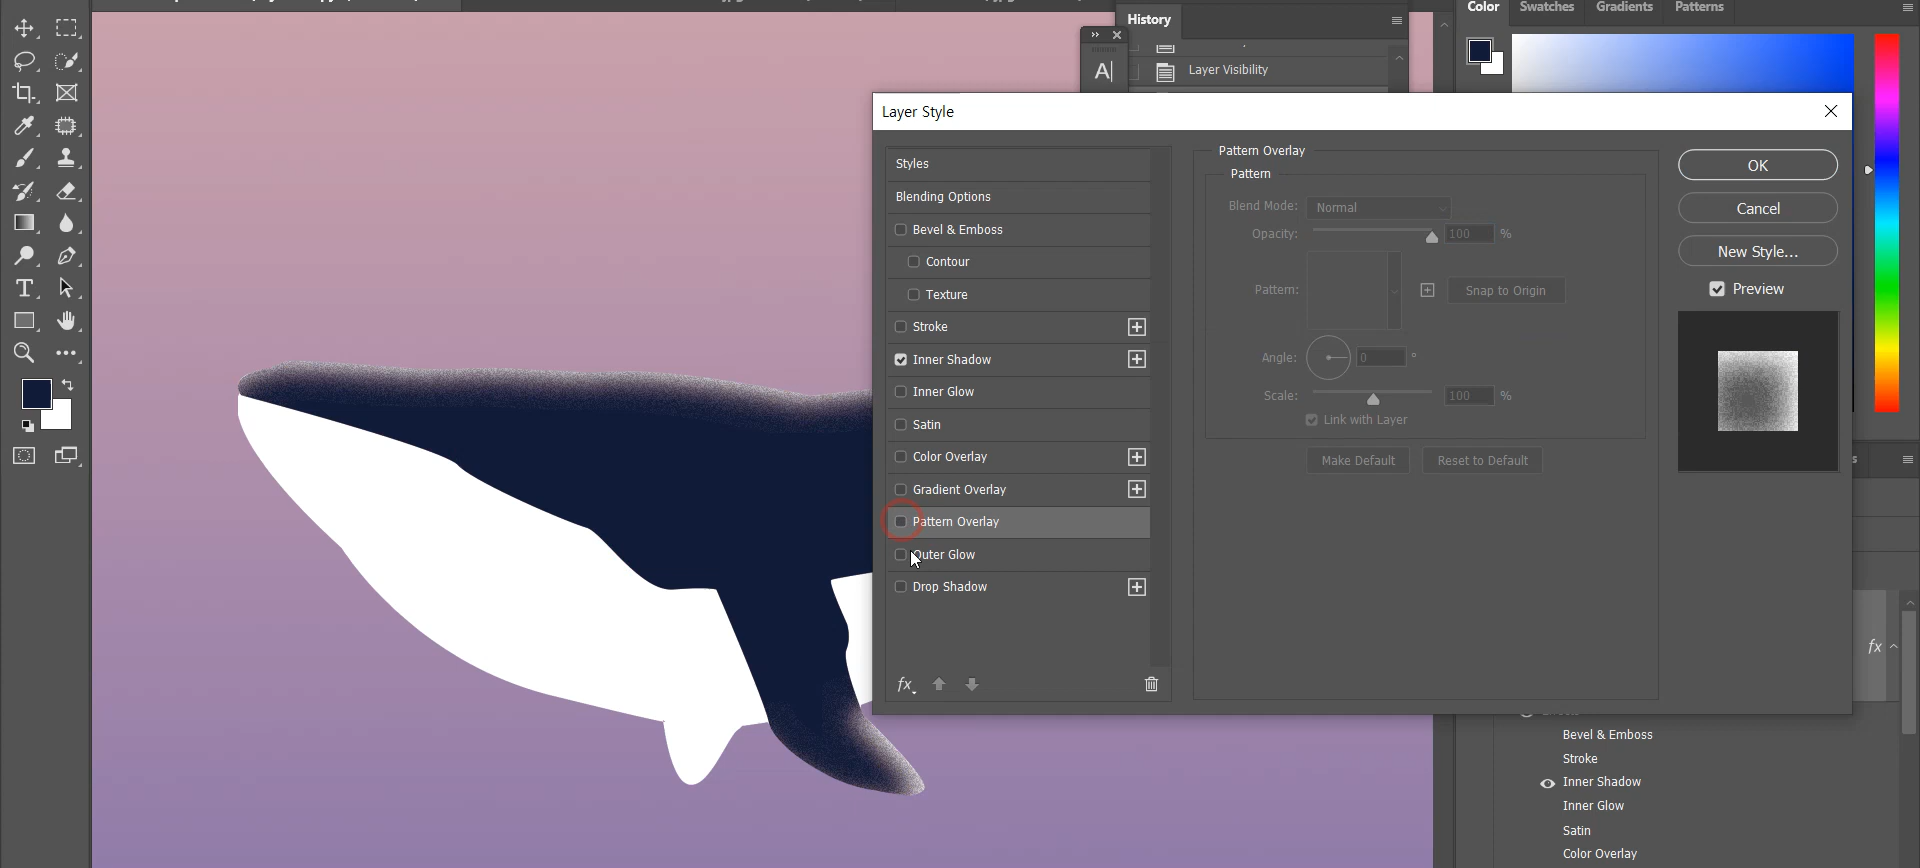 Color
Swatches
Gradients
Patterns
History
A|
Layer Visibility
Layer Style
Styles
Blending Options
Bevel & Emboss
Contour
Texture
Stroke
Inner Shadow
Inner Glow
Satin
Color Overlay
Gradient Overlay
Pattern Overlay
Outer Glow
Drop Shadow
fx
Pattern Overlay
Pattern
Blend Mode: Normal
Opacity: 100 %
Pattern: Snap to Origin
Angle: 0 °
Scale: 100 %
Link with Layer
Make Default
Reset to Default
OK
Cancel
New Style...
Preview
T
fx
Bevel & Emboss
Stroke
Inner Shadow
Inner Glow
Satin
Color Overlay